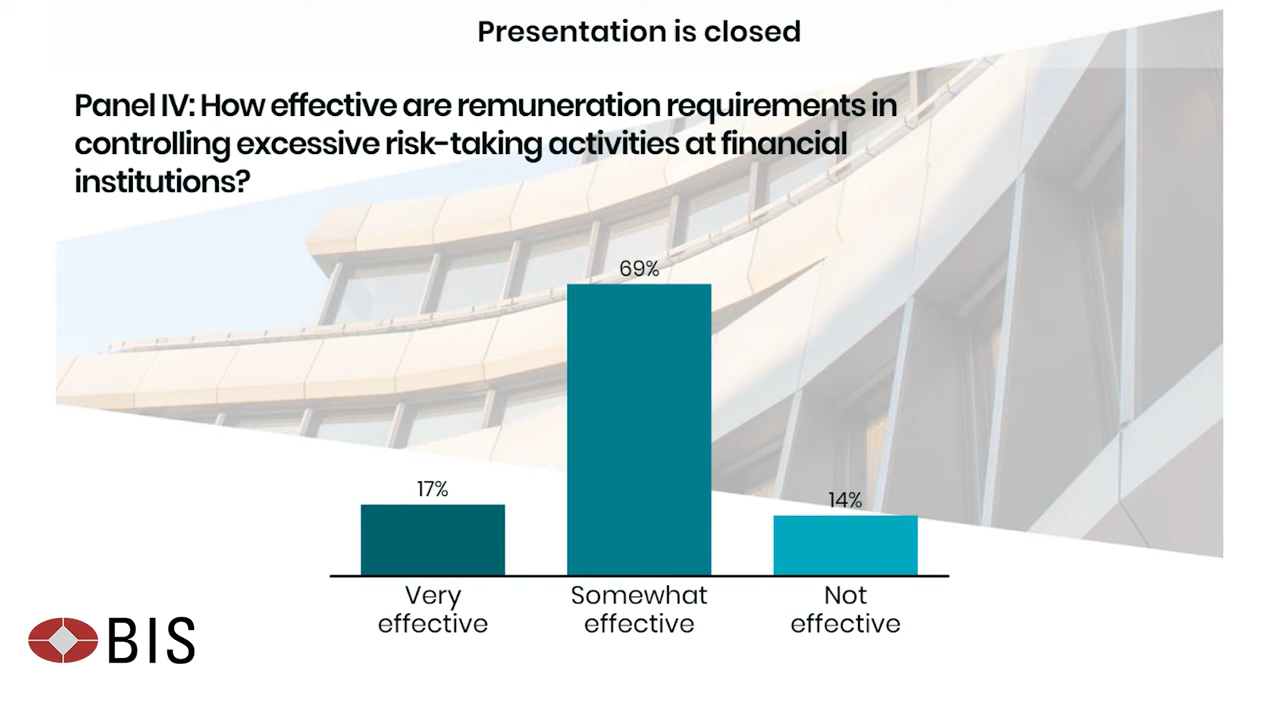 Presentation is closed
Panel IV: How effective are remuneration requirements in
controlling excessive risk-taking activities at financial
institutions?
69%
17%
14%
Very
effective
Somewhat
effective
Not
effective
BIS